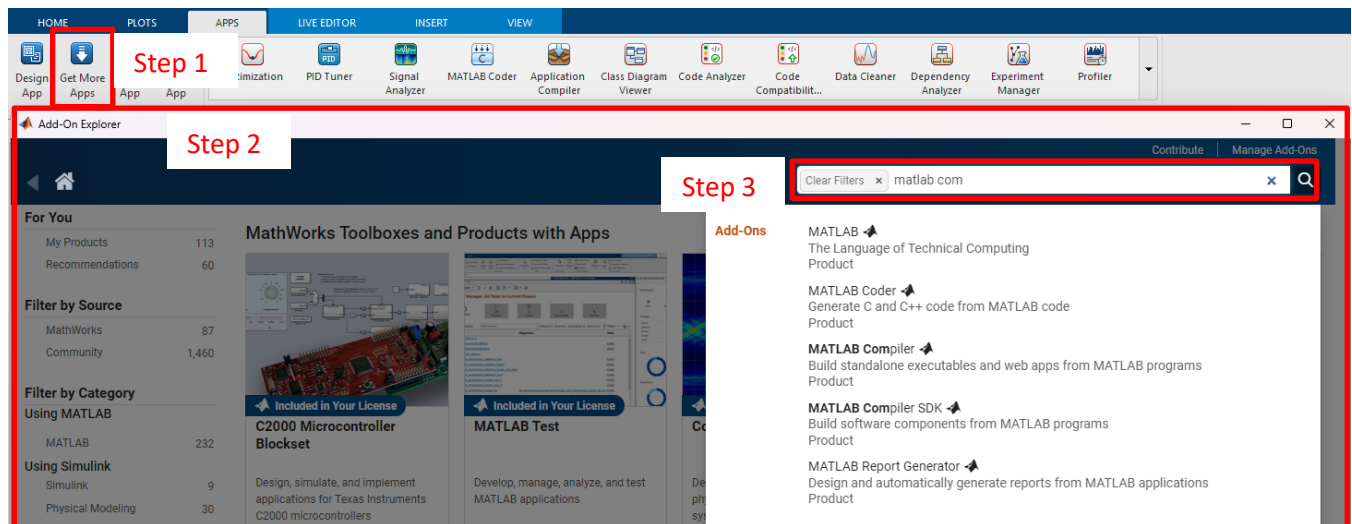 HOME PLOTS APPS LIVE EDITOR INSERT VIEW
Design App
Get More Apps
Step 1
App
App
timization
PID Tuner
Signal Analyzer
MATLAB Coder
Application Compiler
Class Diagram Viewer
Code Analyzer
Code Compatibilit...
Data Cleaner
Dependency Analyzer
Experiment Manager
Profiler
Add-On Explorer
Step 2
Contribute Manage Add-Ons
Step 3
Clear Filters × matlab com
For You
My Products 113
Recommendations 60
Filter by Source
MathWorks 87
Community 1,460
Filter by Category
Using MATLAB
MATLAB 232
Using Simulink
Simulink 9
Physical Modeling 30
MathWorks Toolboxes and Products with Apps
Included in Your License
C2000 Microcontroller
Blockset
Design, simulate, and implement
applications for Texas Instruments
C2000 microcontrollers
Included in Your License
MATLAB Test
Develop, manage, analyze, and test
MATLAB applications
Add-Ons
MATLAB
The Language of Technical Computing
Product
MATLAB Coder
Generate C and C++ code from MATLAB code
Product
MATLAB Compiler
Build standalone executables and web apps from MATLAB programs
Product
MATLAB Compiler SDK
Build software components from MATLAB programs
Product
MATLAB Report Generator
Design and automatically generate reports from MATLAB applications
Product